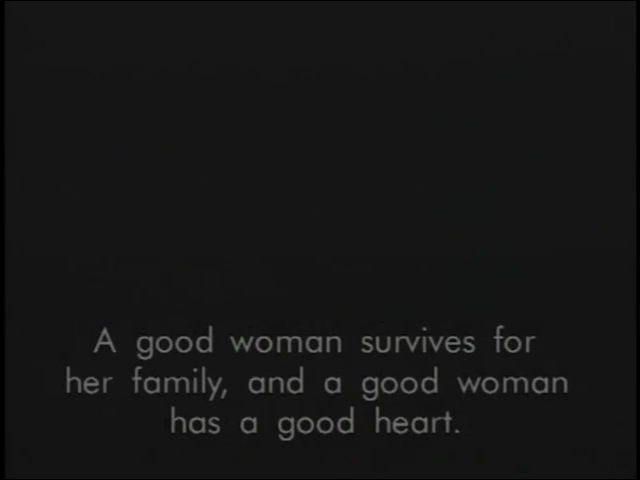 A good woman survives for
her family, and a good woman
has a good heart.